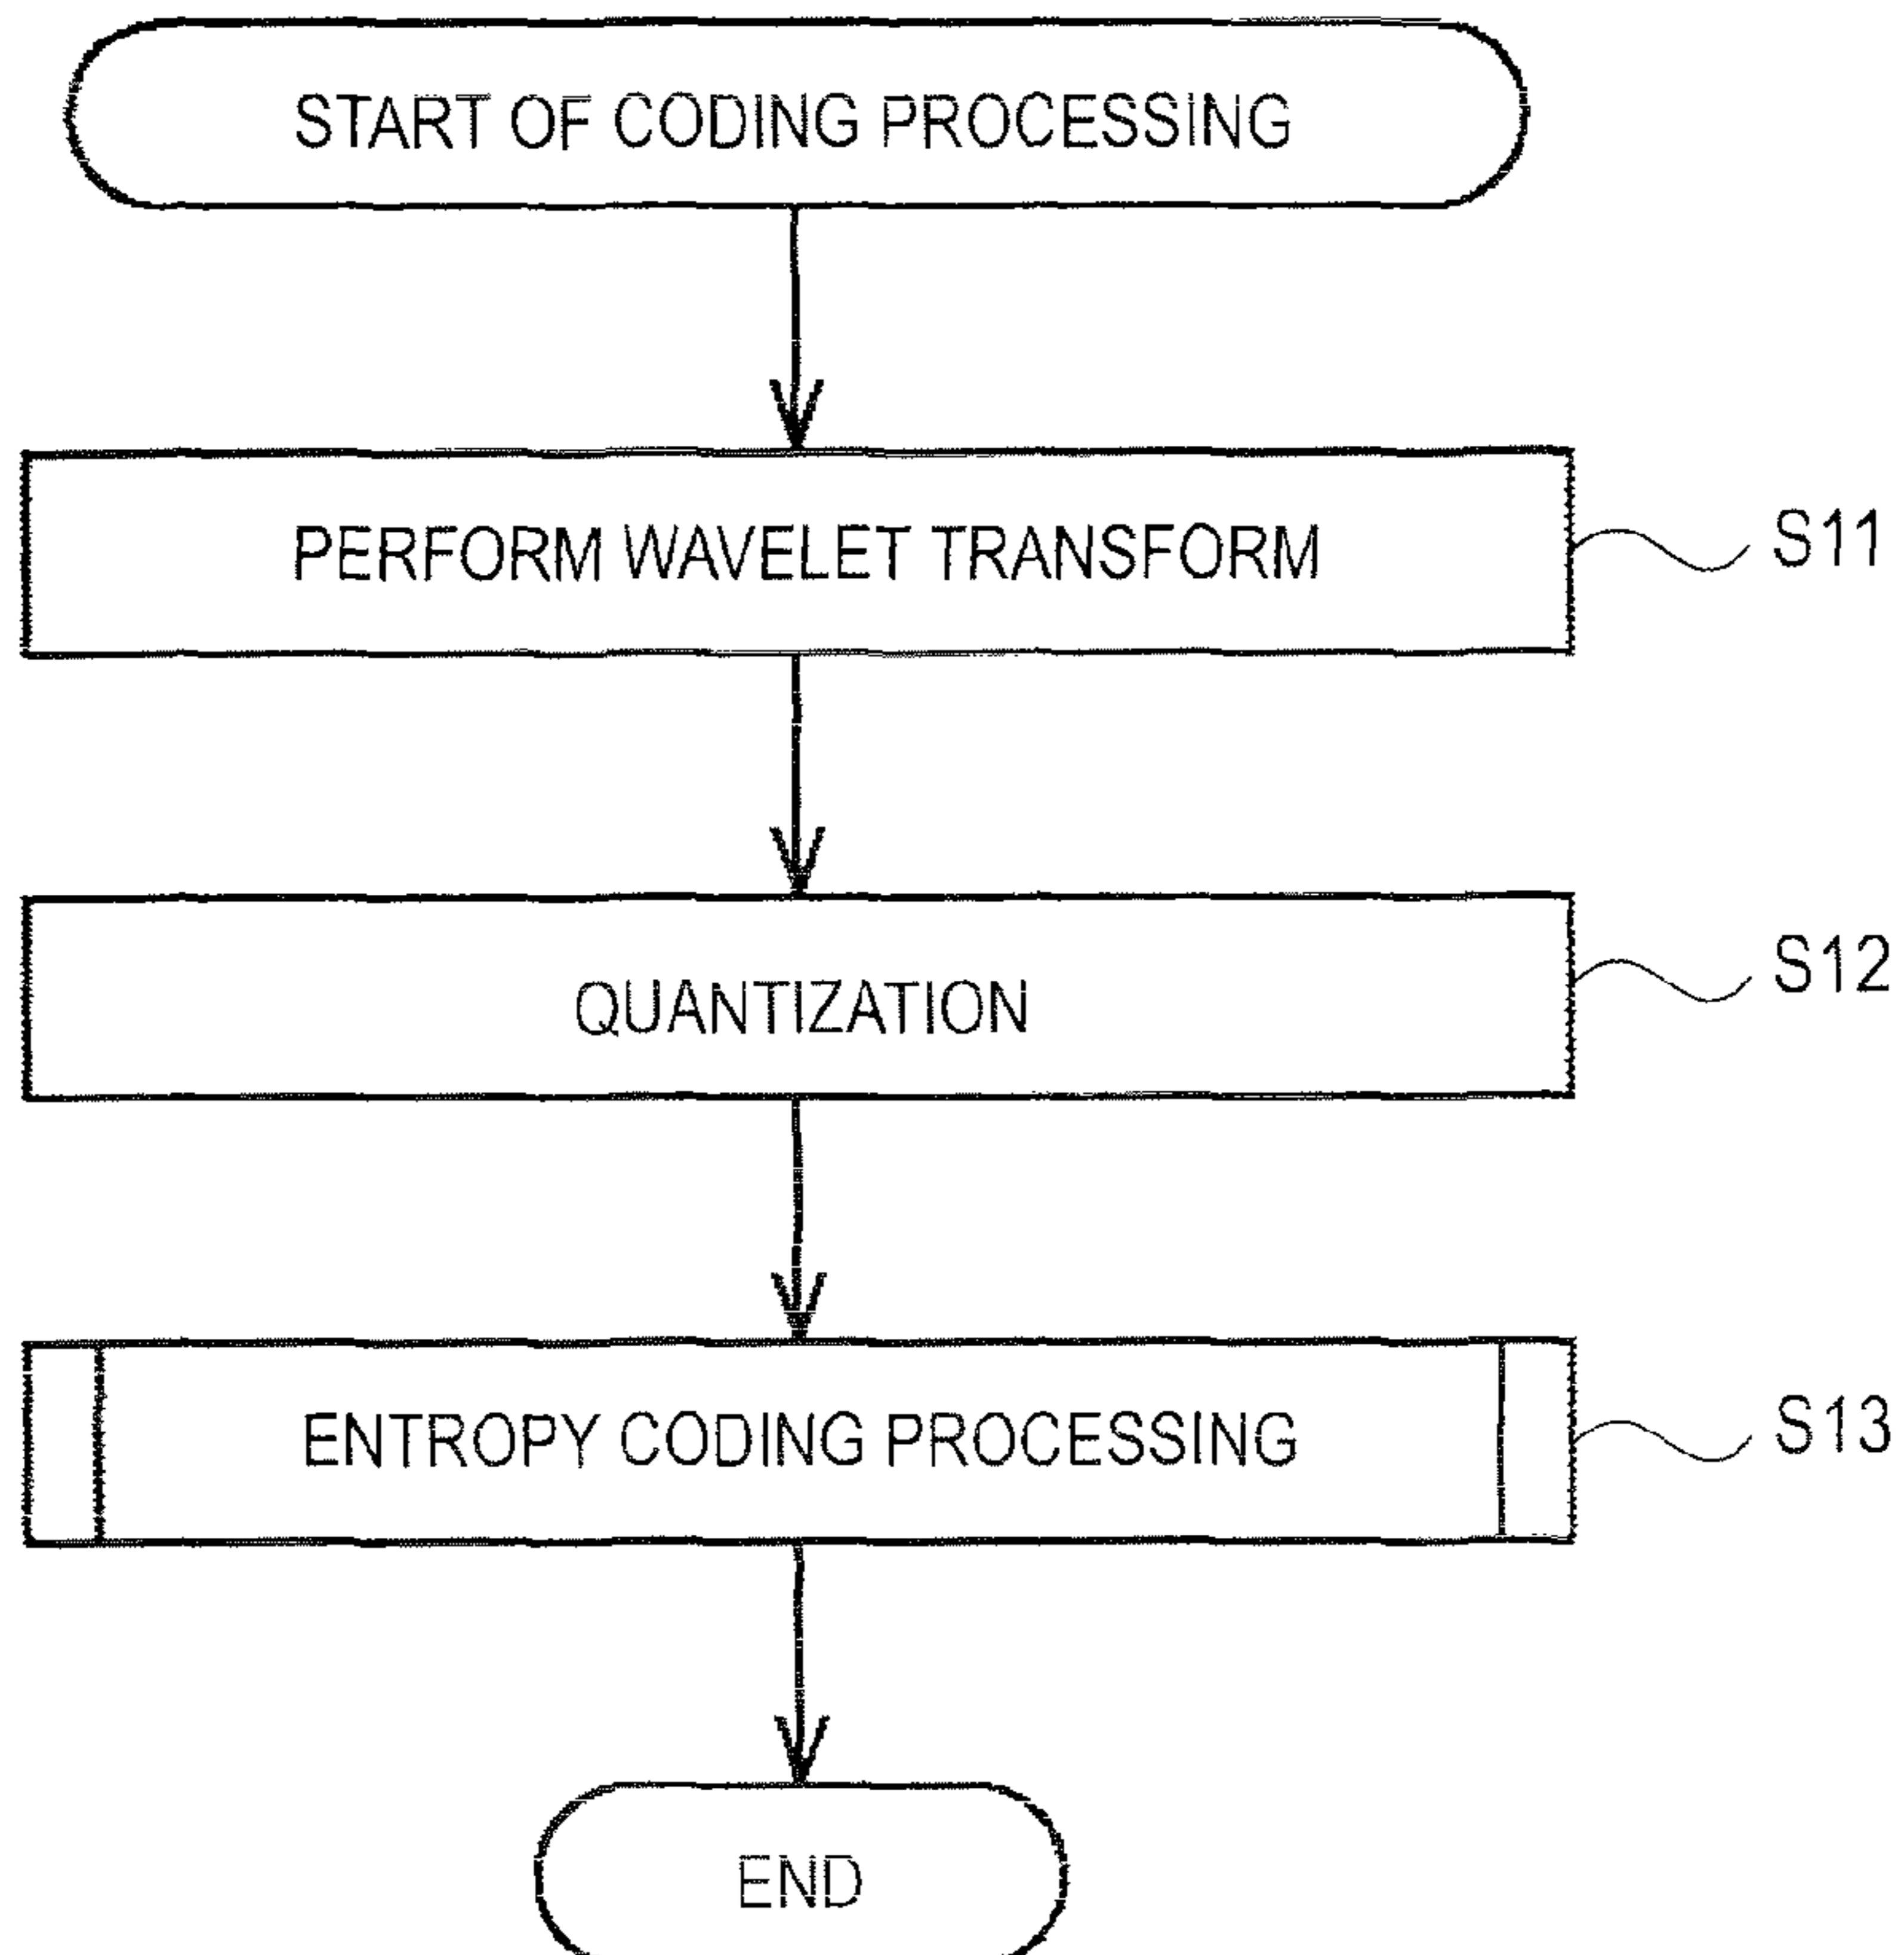 START OF CODING PROCESSING
PERFORM WAVELET TRANSFORM
S11
QUANTIZATION
S12
ENTROPY CODING PROCESSING
S13
END